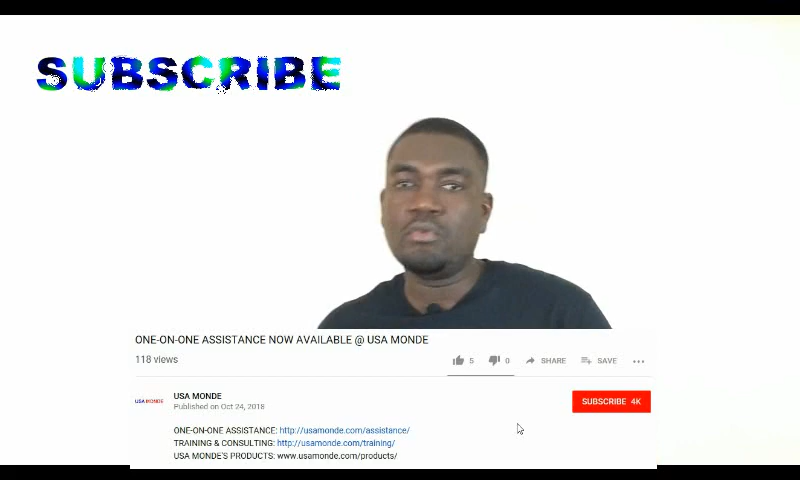 SUBSCRIBE
ONE-ON-ONE ASSISTANCE NOW AVAILABLE @ USA MONDE
118 views
5 0 SHARE SAVE
USA MONDE USA MONDE
Published on Oct 24, 2018
SUBSCRIBE 4K
ONE-ON-ONE ASSISTANCE: http://usamonde.com/assistance/
TRAINING & CONSULTING: http://usamonde.com/training/
USA MONDE'S PRODUCTS: www.usamonde.com/products/